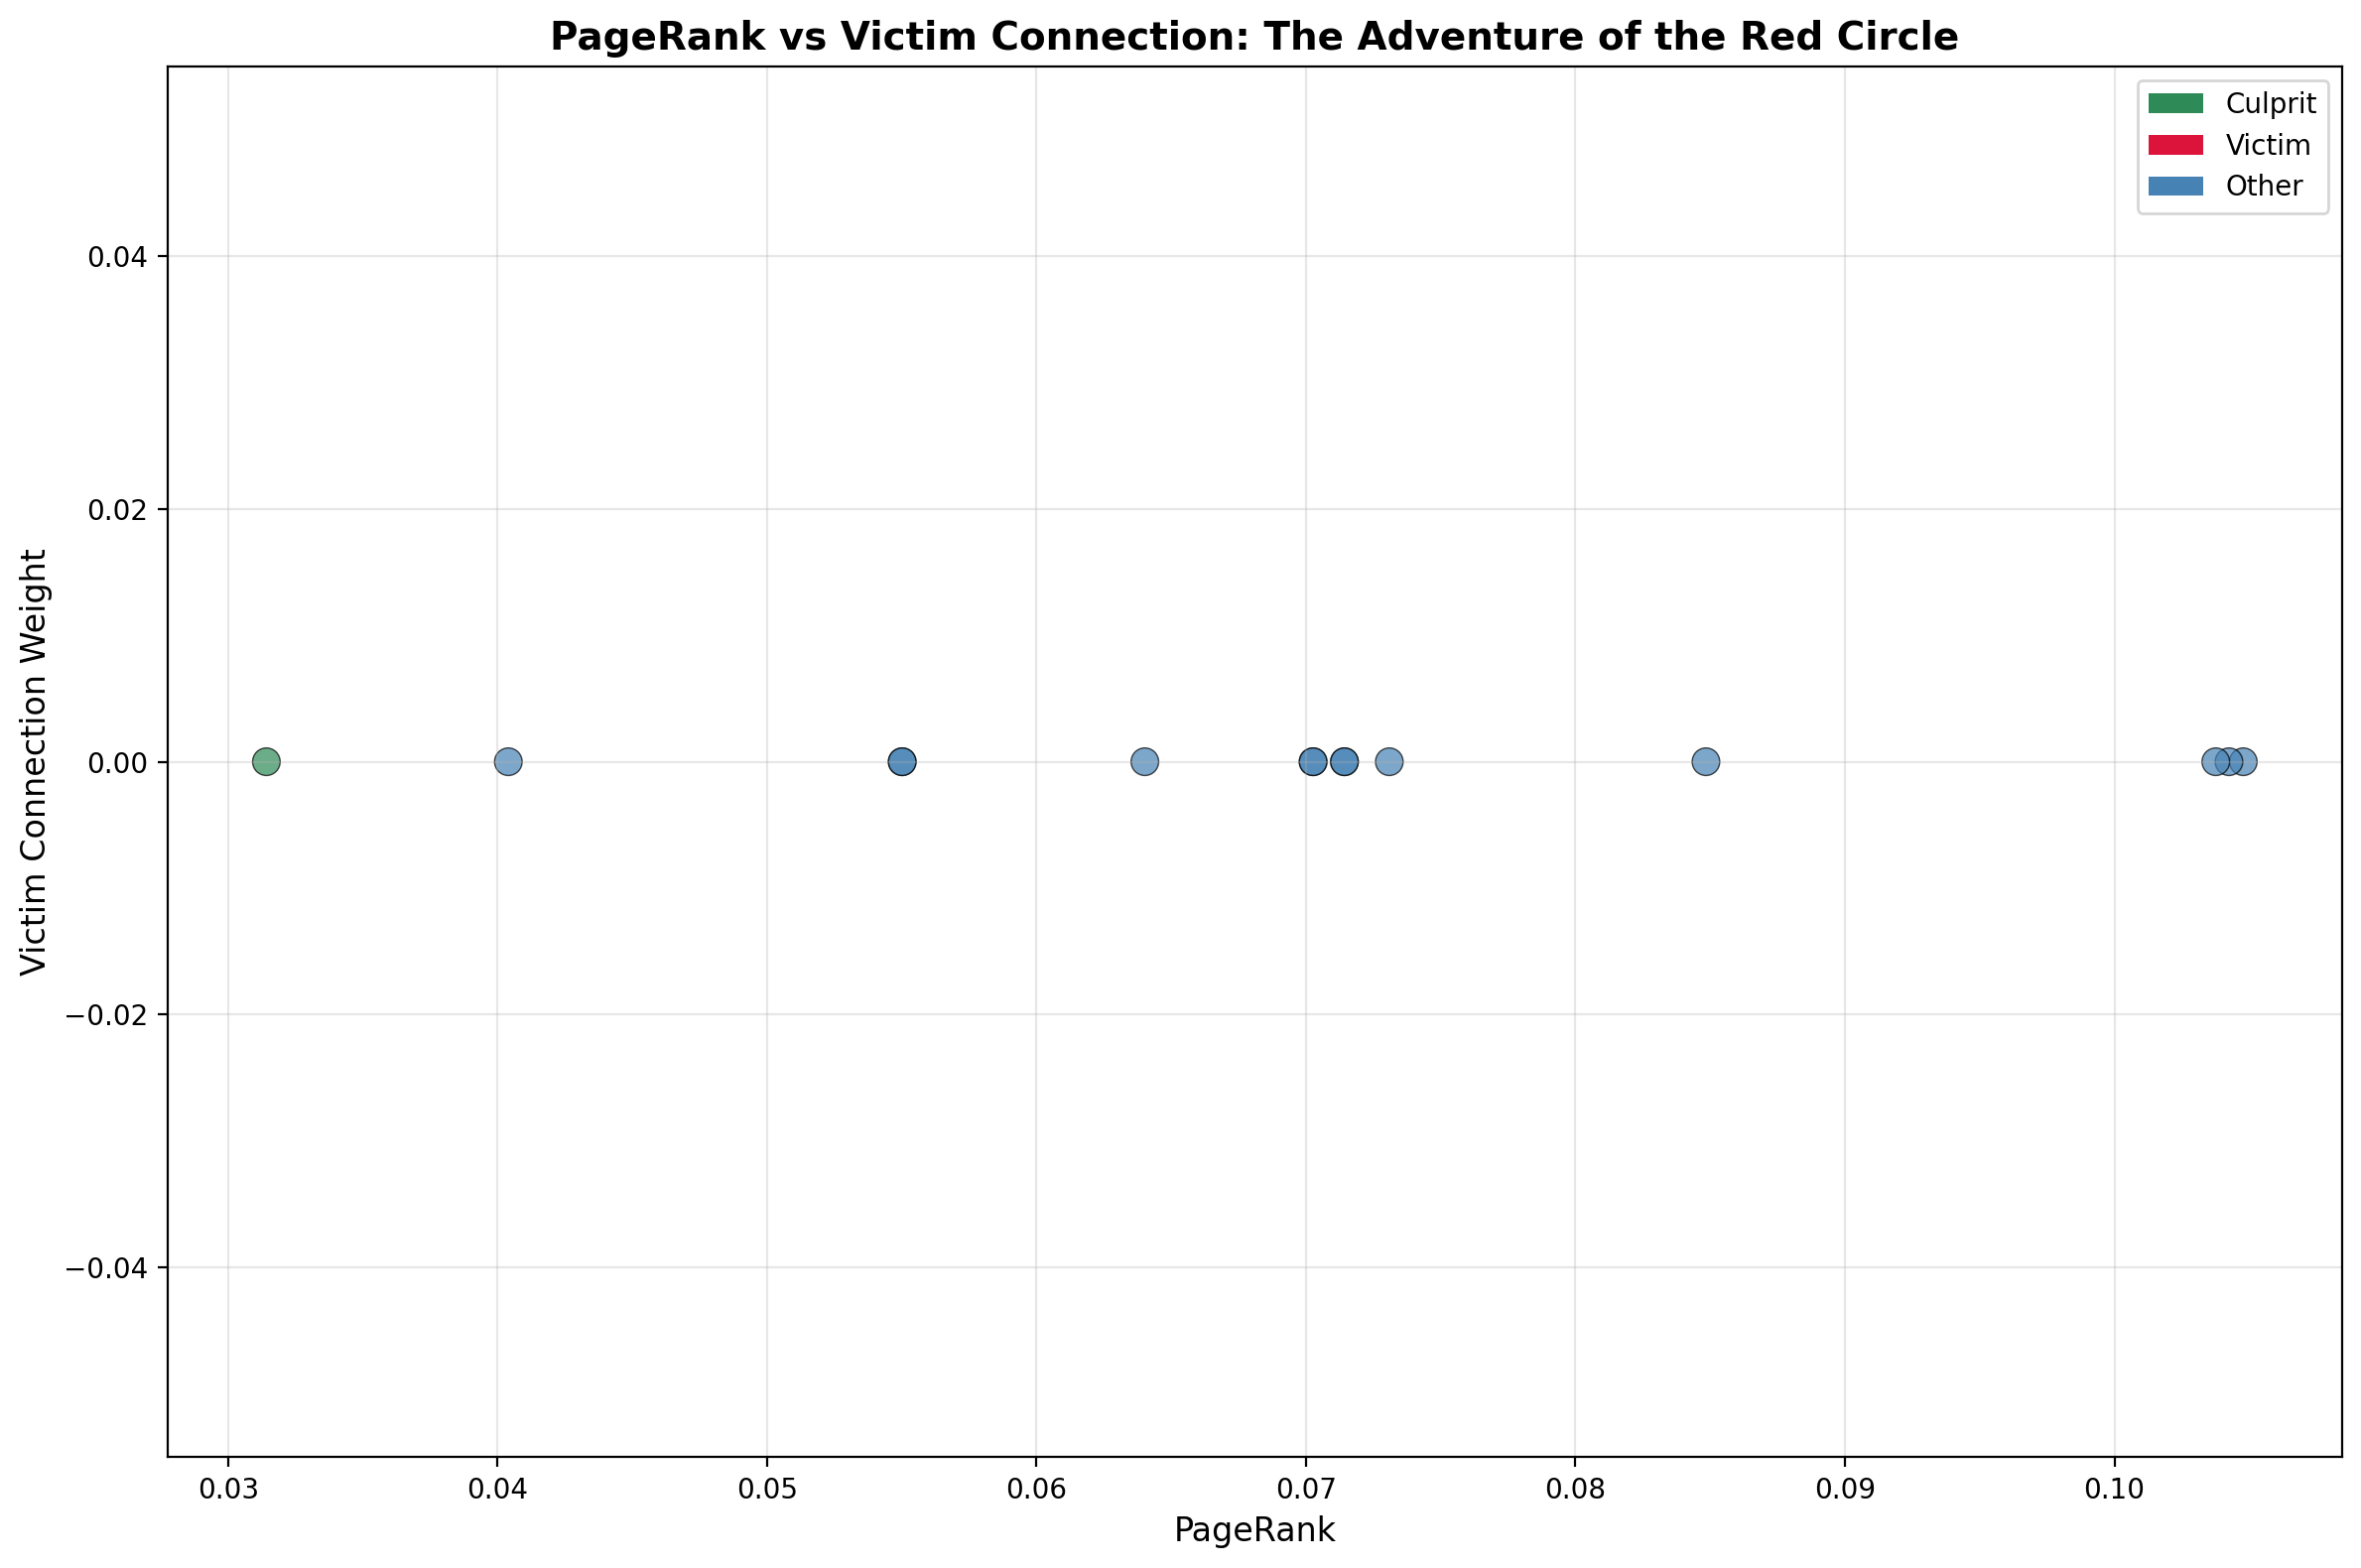 PageRank vs Victim Connection: The Adventure of the Red Circle
Culprit
Victim
Other
Victim Connection Weight
0.04
0.02
0.00
−0.02
−0.04
0.03 0.04 0.05 0.06 0.07 0.08 0.09 0.10
PageRank